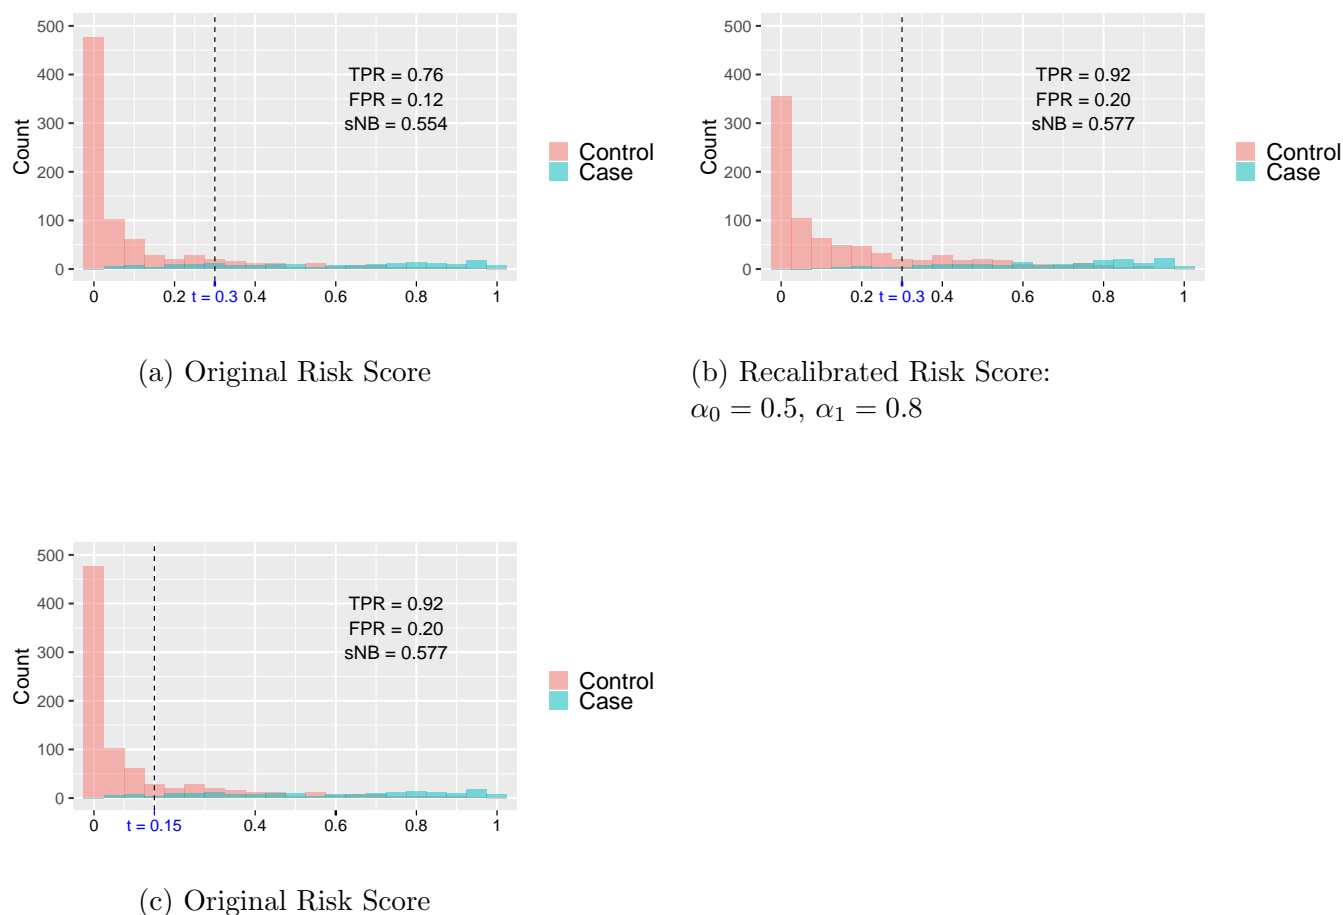 500
400
300
200
100
0
Count
TPR = 0.76
FPR = 0.12
sNB = 0.554
0 0.2 t = 0.3 0.4 0.6 0.8 1
Control
Case
(a) Original Risk Score
500
400
300
200
100
0
Count
TPR = 0.92
FPR = 0.20
sNB = 0.577
0 0.2 t = 0.3 0.4 0.6 0.8 1
Control
Case
(b) Recalibrated Risk Score:
α₀ = 0.5, α₁ = 0.8
500
400
300
200
100
0
Count
TPR = 0.92
FPR = 0.20
sNB = 0.577
0 t = 0.15 0.4 0.6 0.8 1
Control
Case
(c) Original Risk Score